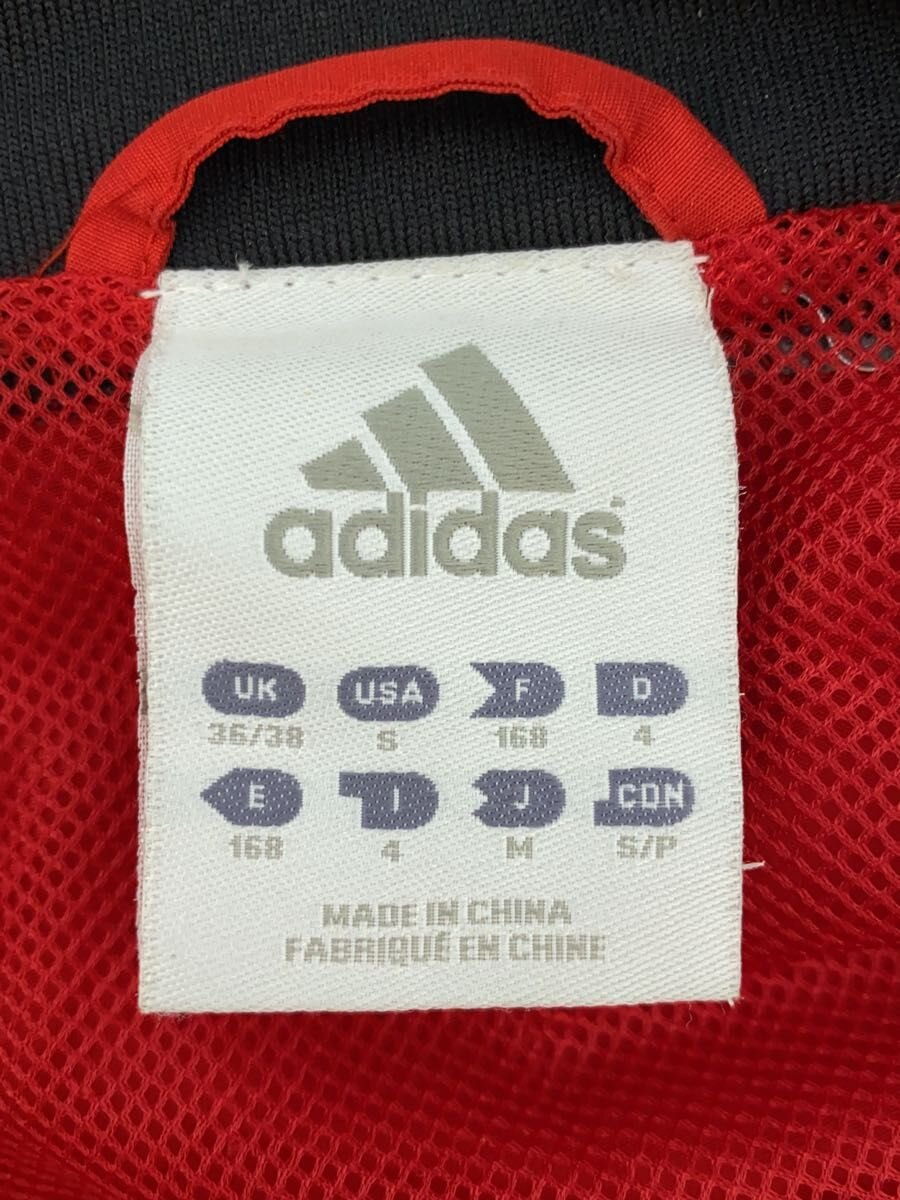 adidas
UK USA F D
36/38 S 168 4
E I J CDN
168 4 M S/P
MADE IN CHINA
FABRIQUÉ EN CHINE